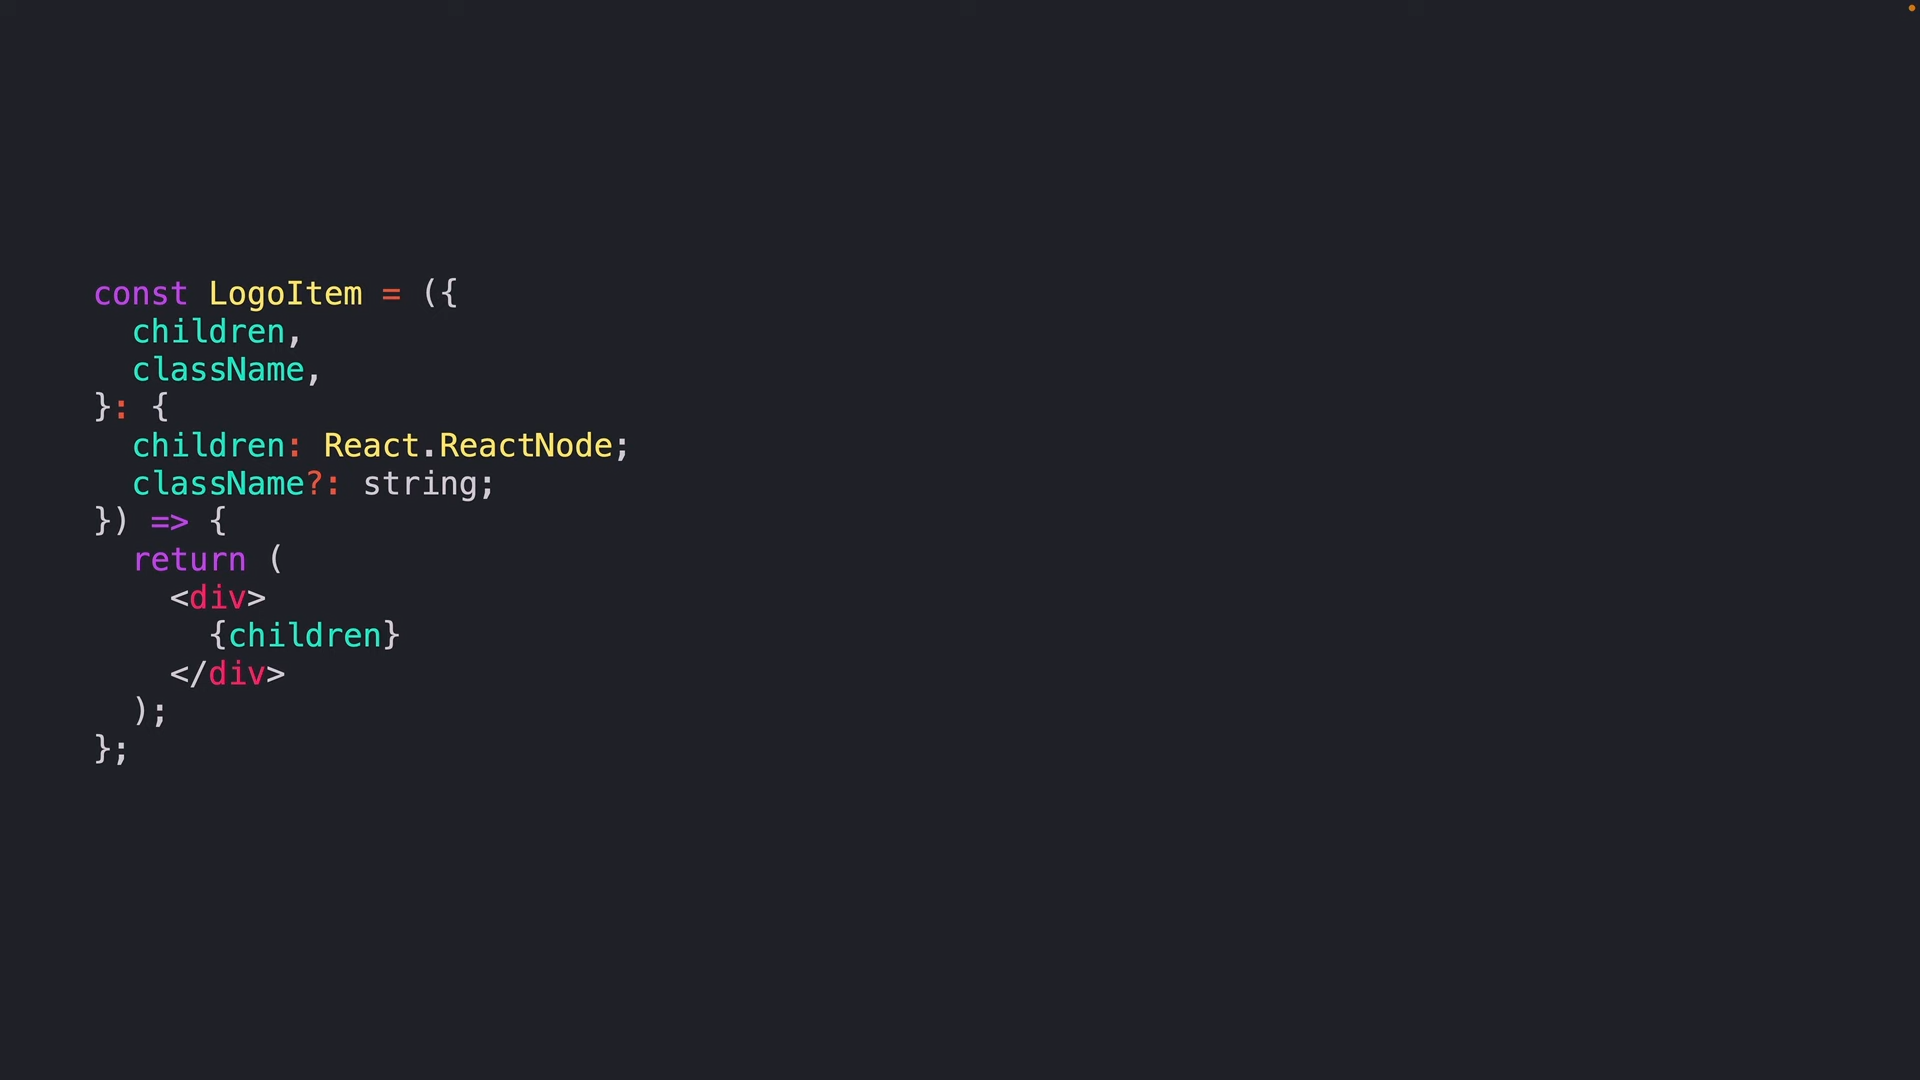 const LogoItem = ({
  children,
  className,
}: {
  children: React.ReactNode;
  className?: string;
}) => {
  return (
    <div>
      {children}
    </div>
  );
};